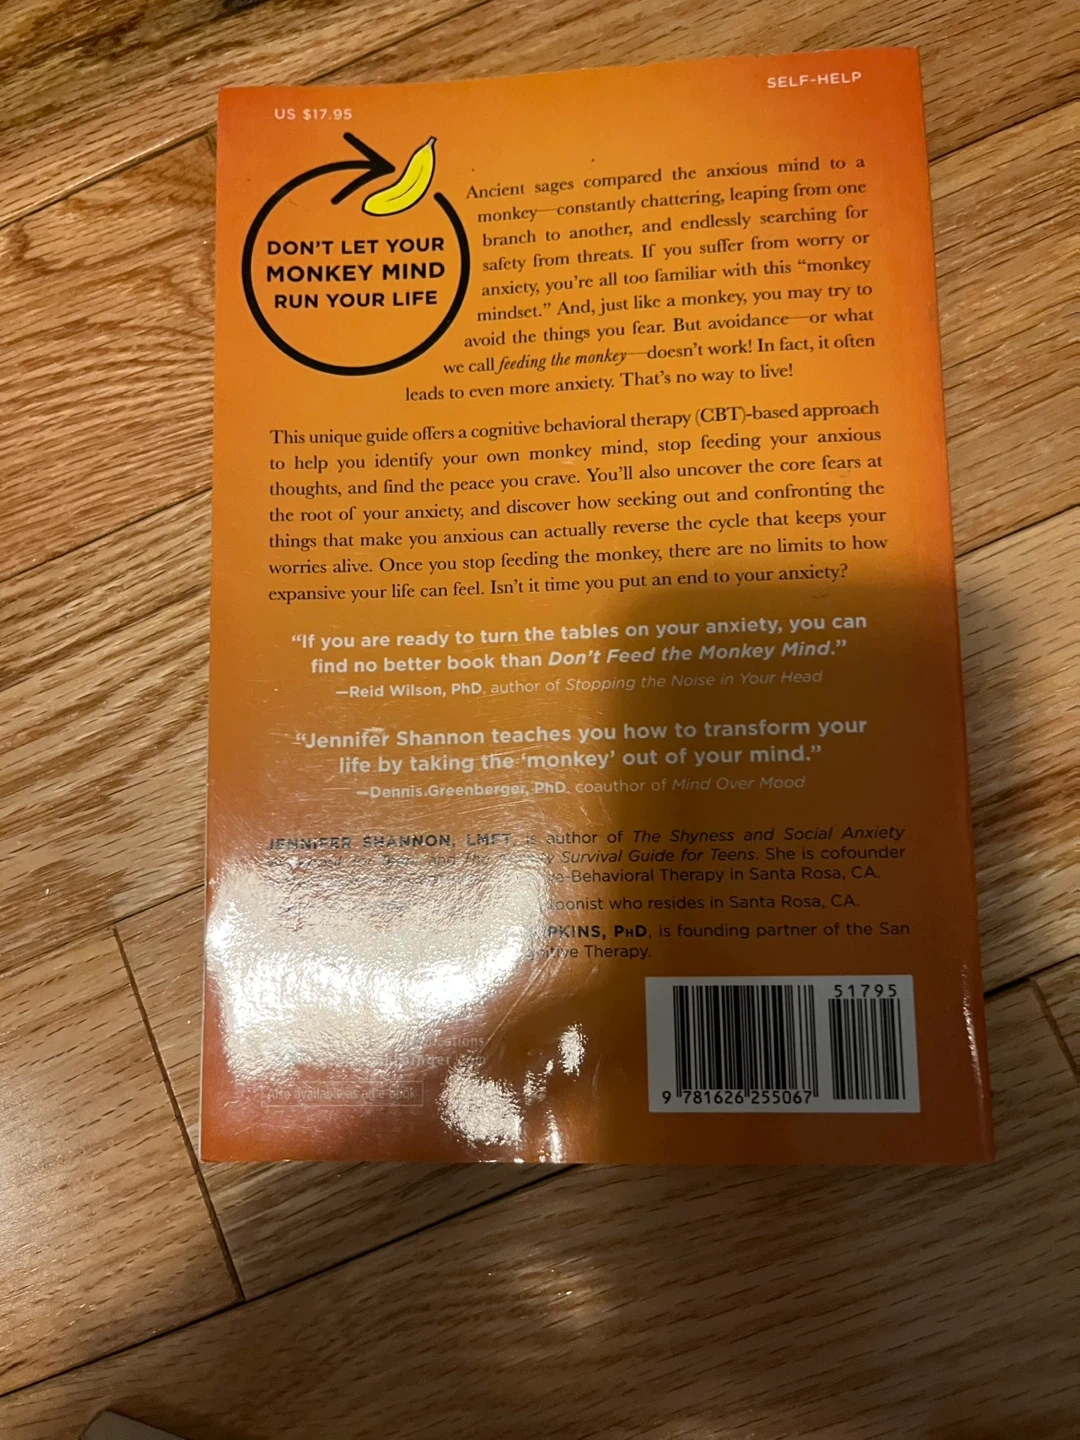 SELF-HELP
US $17.95
DON'T LET YOUR
MONKEY MIND
RUN YOUR LIFE
Ancient sages compared the anxious mind to a
monkey—constantly chattering, leaping from one
branch to another, and endlessly searching for
safety from threats. If you suffer from worry or
anxiety, you're all too familiar with this “monkey
mindset.” And, just like a monkey, you may try to
avoid the things you fear. But avoidance—or what
we call feeding the monkey—doesn't work! In fact, it often
leads to even more anxiety. That's no way to live!
This unique guide offers a cognitive behavioral therapy (CBT)-based approach
to help you identify your own monkey mind, stop feeding your anxious
thoughts, and find the peace you crave. You'll also uncover the core fears at
the root of your anxiety, and discover how seeking out and confronting the
things that make you anxious can actually reverse the cycle that keeps your
worries alive. Once you stop feeding the monkey, there are no limits to how
expansive your life can feel. Isn't it time you put an end to your anxiety?
“If you are ready to turn the tables on your anxiety, you can
find no better book than Don't Feed the Monkey Mind.”
—Reid Wilson, PhD, author of Stopping the Noise in Your Head
“Jennifer Shannon teaches you how to transform your
life by taking the ‘monkey’ out of your mind.”
—Dennis Greenberger, PhD, coauthor of Mind Over Mood
JENNIFER SHANNON, LMFT, is author of The Shyness and Social Anxiety
for Teens and The Survival Guide for Teens. She is cofounder
Behavioral Therapy in Santa Rosa, CA.
who resides in Santa Rosa, CA.
PhD, is founding partner of the San
Therapy.
Also available as an e-book
51795
9 781626 255067